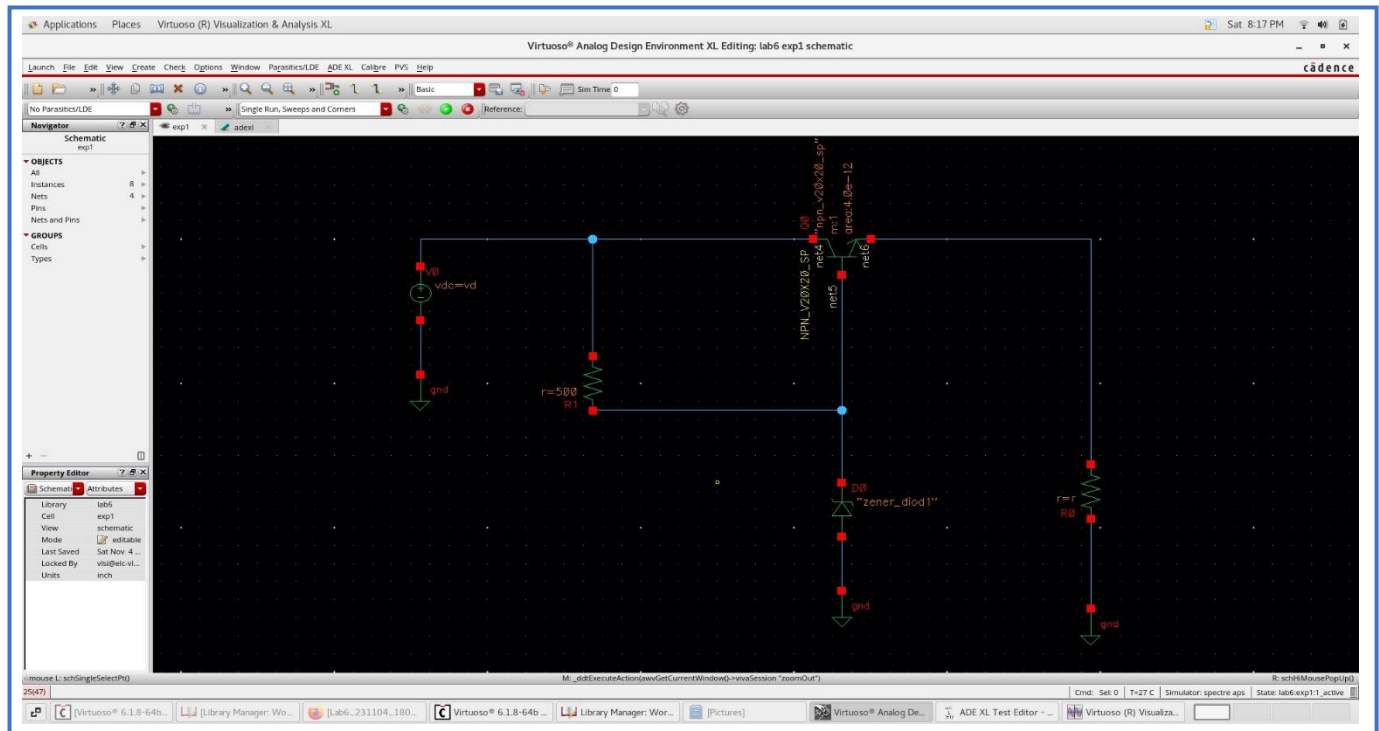 Applications Places Virtuoso (R) Visualization & Analysis XL Sat 8:17 PM
Virtuoso® Analog Design Environment XL Editing: lab6 exp1 schematic
Launch File Edit View Create Check Options Window Parasitics/LDE ADE XL Calibre PVS Help cādence
» » » » Basic Sim Time 0
No Parasitics/LDE » Single Run, Sweeps and Corners Reference:
Navigator ? X exp1 × adexl
Schematic
exp1
OBJECTS
All
Instances 8
Nets 4
Pins
Nets and Pins
GROUPS
Cells
Types
Property Editor ? X
Schemati Attributes
Library lab6
Cell exp1
View schematic
Mode editable
Last Saved Sat Nov 4 ...
Locked By vlsi@elc-vl...
Units inch
V0
vdc=vd
gnd
r=500
R1
Q0
"npn_v20x20_sp"
m:1
area:4.0e-12
NPN_V20X20_SP
net4
net5
net6
D0
"zener_diod1"
gnd
r=r
R0
gnd
mouse L: schSingleSelectPt() M: _ddtExecuteAction(awvGetCurrentWindow()->vivaSession "zoomOut") R: schHiMousePopUp()
25(47) Cmd: Sel: 0 T=27 C Simulator: spectre aps State: lab6:exp1:1_active
[Virtuoso® 6.1.8-64b... [Library Manager: Wo... [Lab6_231104_180... Virtuoso® 6.1.8-64b ... Library Manager: Wor... [Pictures] Virtuoso® Analog De... ADE XL Test Editor - ... Virtuoso (R) Visualiza...